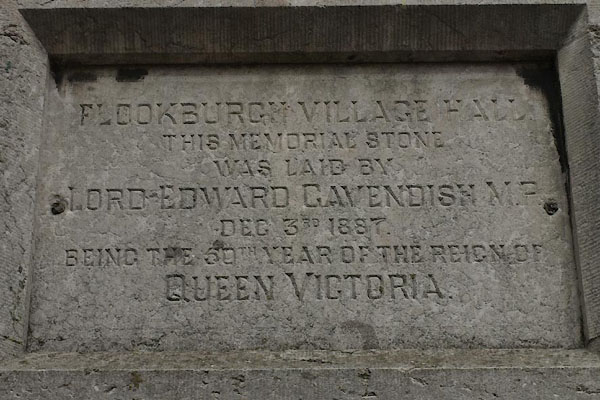 FLOOKBURGH VILLAGE HALL.
THIS MEMORIAL STONE
WAS LAID BY
LORD EDWARD CAVENDISH M.P.
DEC 3RD 1887.
BEING THE 50TH YEAR OF THE REIGN OF
QUEEN VICTORIA.